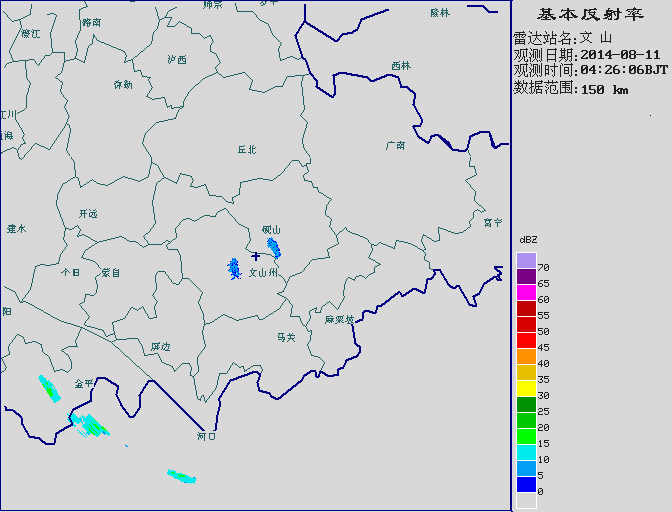 基本反射率
雷达站名:文 山
观测日期:2014-08-11
观测时间:04:26:06BJT
数据范围:150 km
师宗
隆林
路南
泸西
西林
弥勒
江川
丘北
广南
开远
建水
砚山
富宁
个旧
蒙自
文山州
阳
麻栗坡
马关
屏边
金平
河口
dBZ
70
65
60
55
50
45
40
35
30
25
20
15
10
5
0